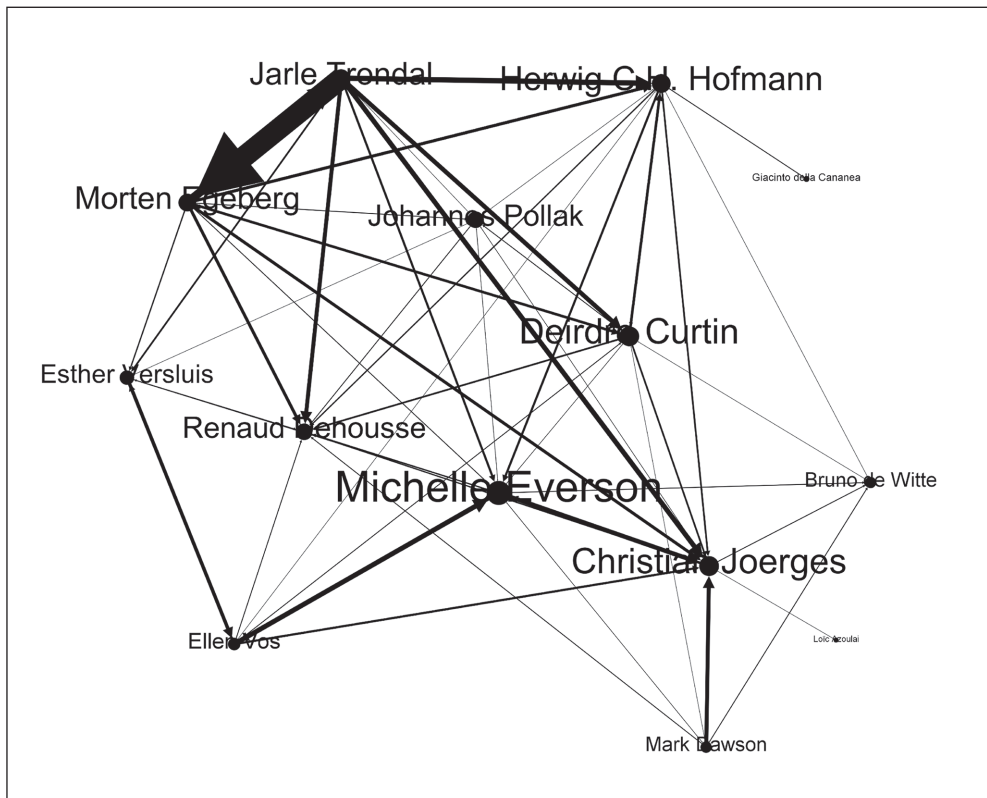 Jarle Trondal
Herwig C.H. Hofmann
Giacinto della Cananea
Morten Egeberg
Johannes Pollak
Deirdre Curtin
Esther Versluis
Renaud Dehousse
Michelle Everson
Bruno de Witte
Christian Joerges
Ellen Vos
Loïc Azoulai
Mark Dawson